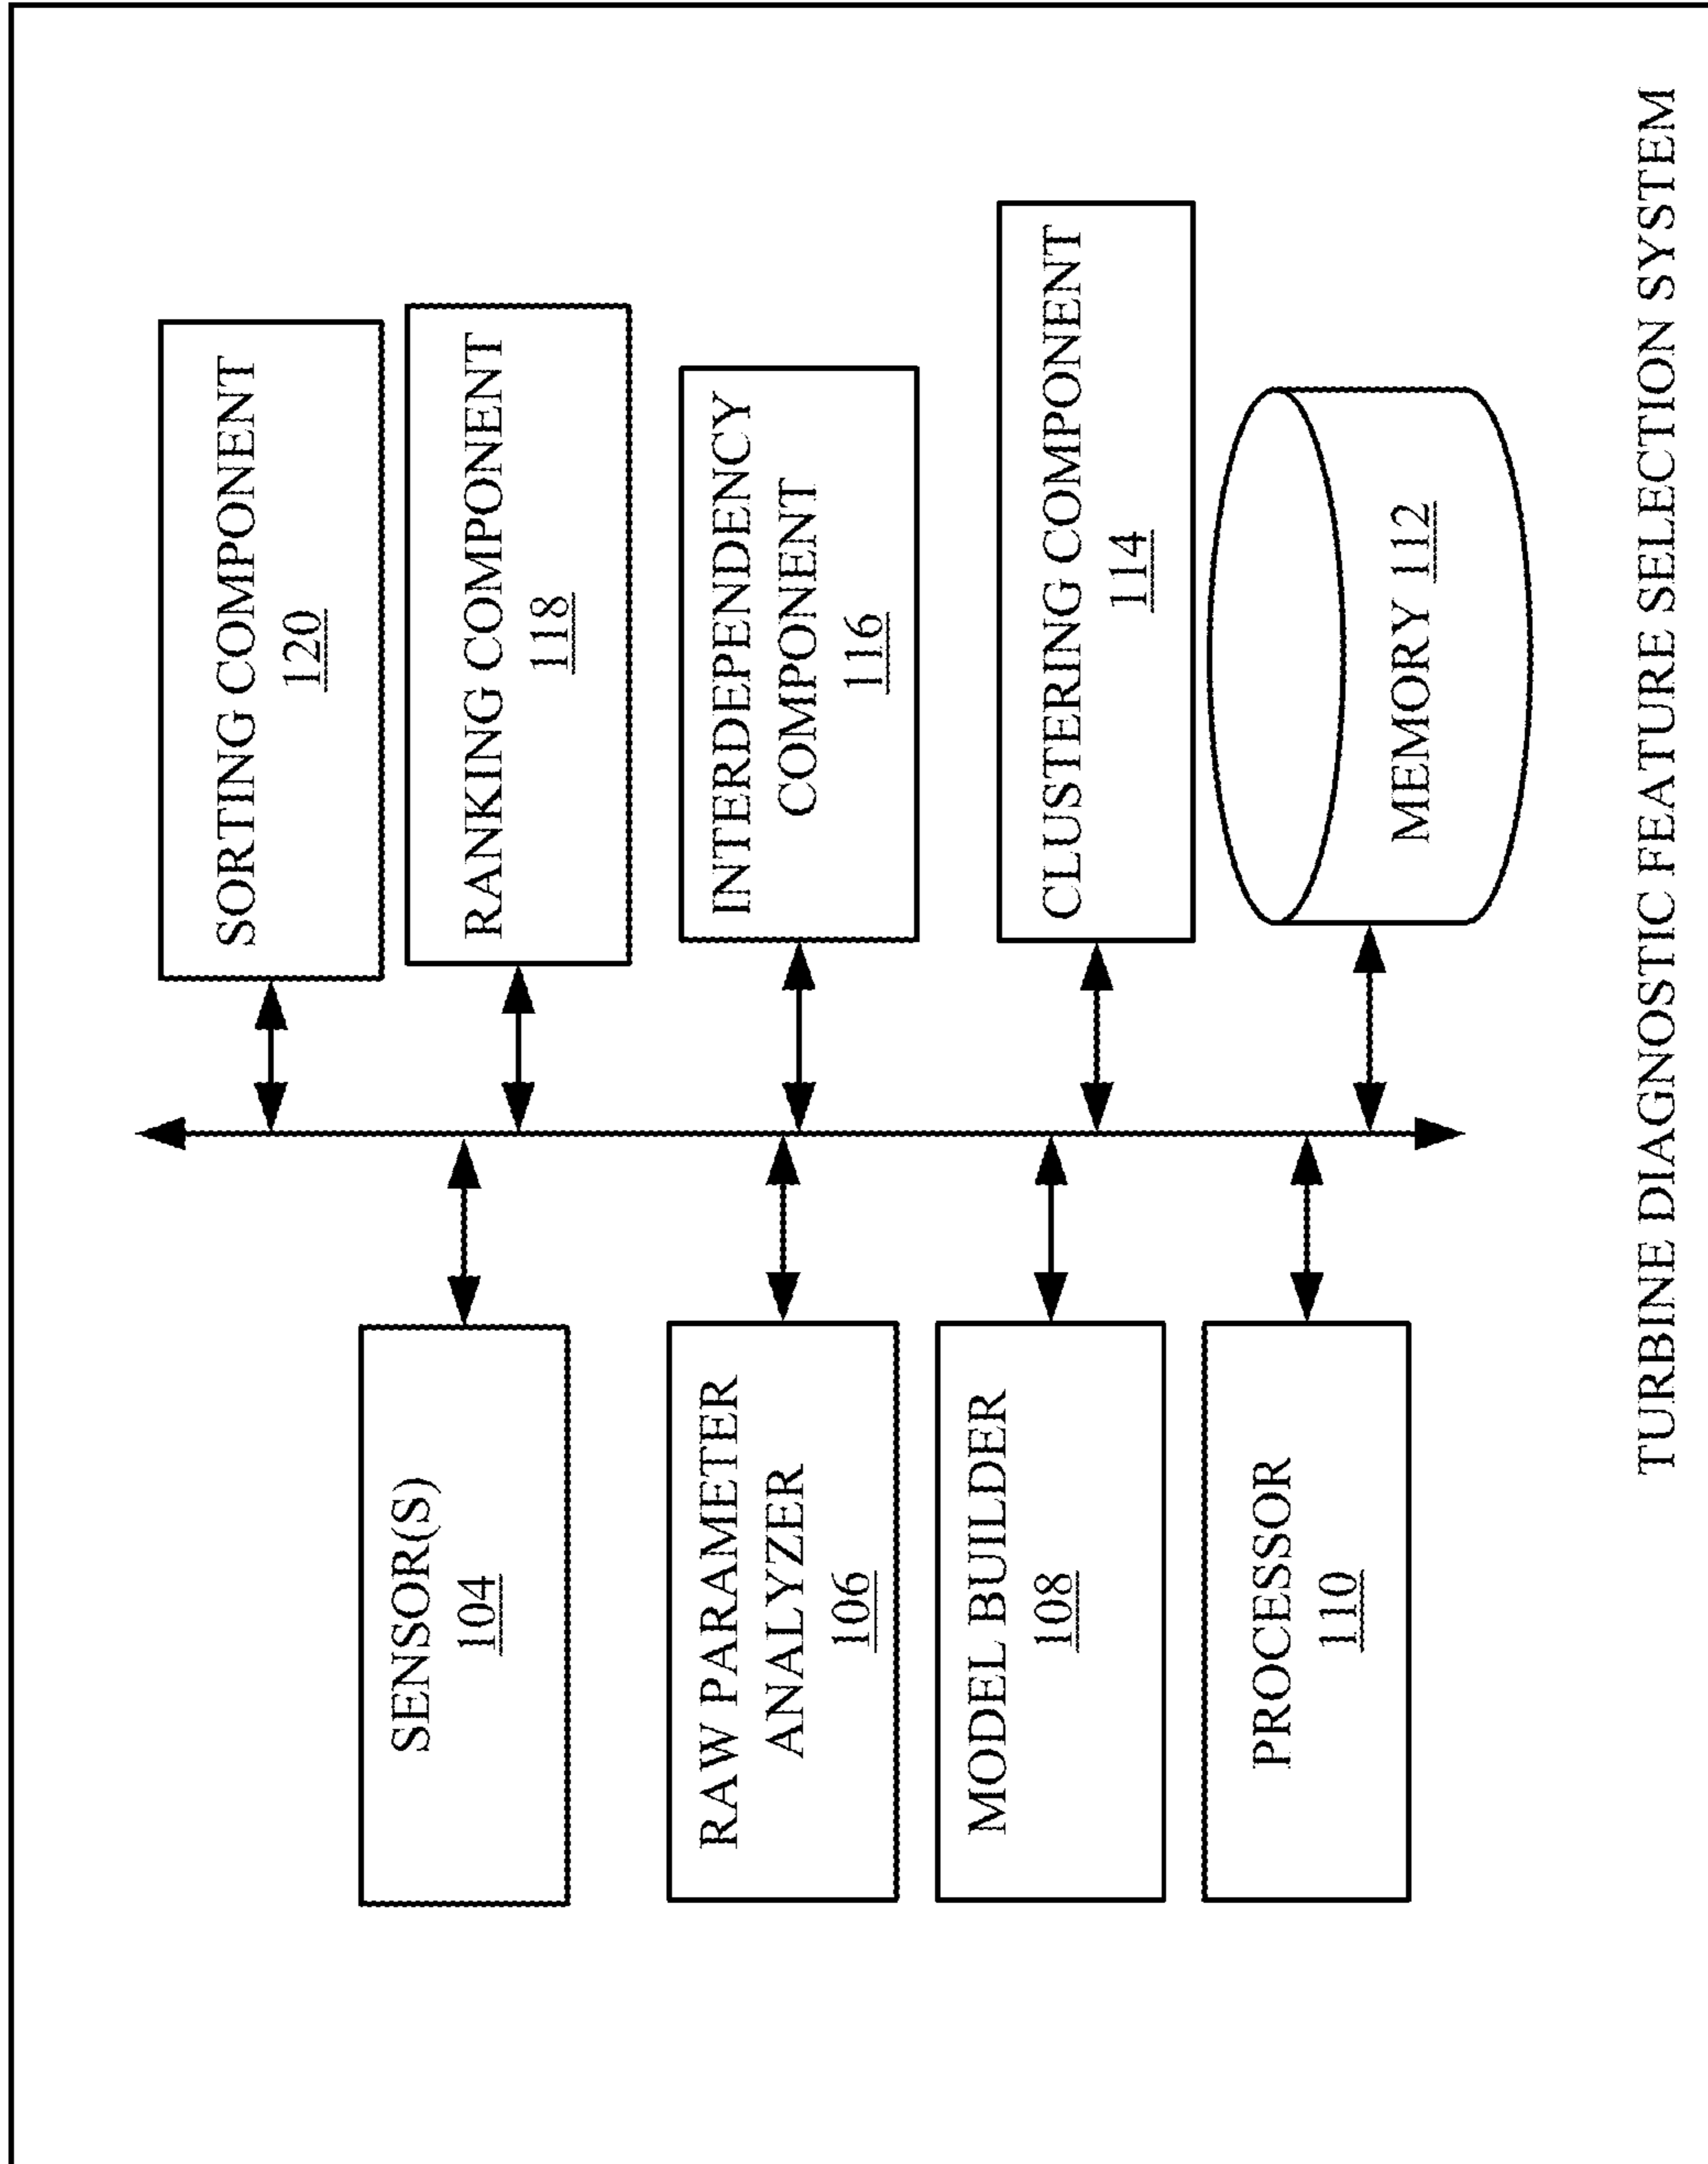 SENSOR(S)
104
RAW PARAMETER
ANALYZER
106
MODEL BUILDER
108
PROCESSOR
110
SORTING COMPONENT
120
RANKING COMPONENT
118
INTERDEPENDENCY
COMPONENT
116
CLUSTERING COMPONENT
114
MEMORY 112
TURBINE DIAGNOSTIC FEATURE SELECTION SYSTEM